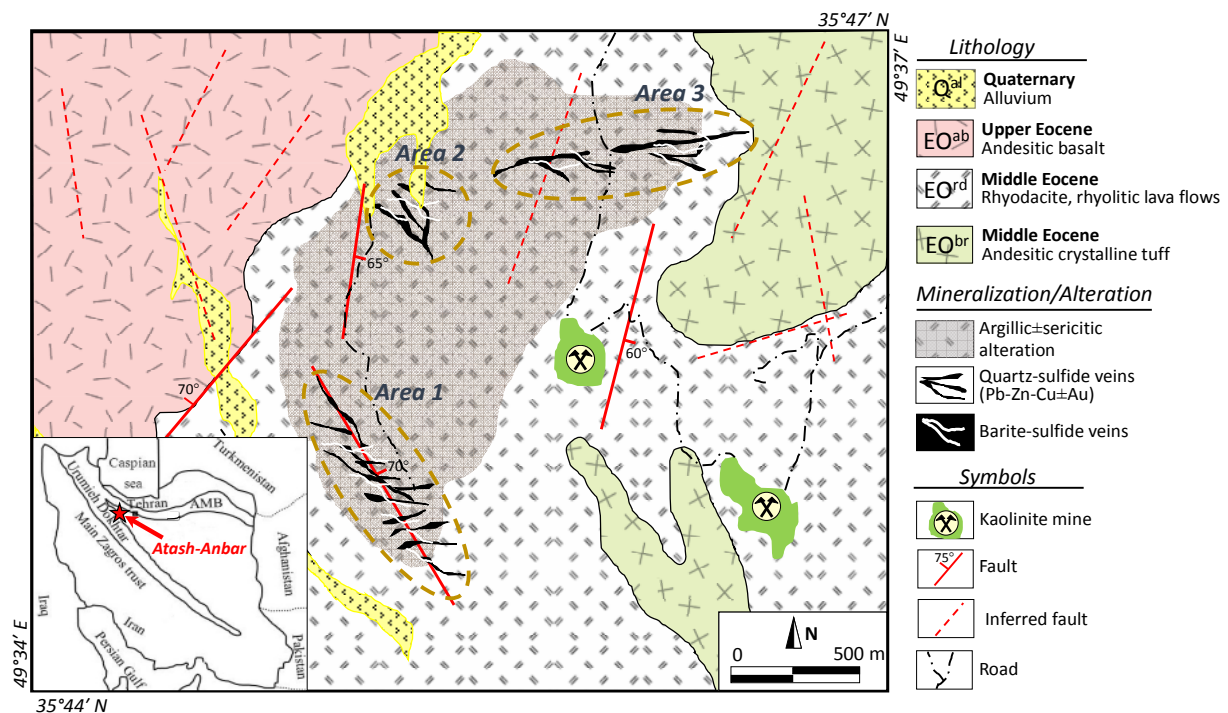 35°47′ N
49°37′ E
Area 3
Area 2
65°
60°
70°
Area 1
70°
Caspian
sea
Turkmenistan
Urumieh Dokhtar
Tehran
AMB
Main Zagros trust
Atash-Anbar
Afghanistan
Iraq
Iran
Persian Gulf
Pakistan
N
0 500 m
49°34′ E
35°44′ N
Lithology
Qal Quaternary
Alluvium
EOab Upper Eocene
Andesitic basalt
EOrd Middle Eocene
Rhyodacite, rhyolitic lava flows
EObr Middle Eocene
Andesitic crystalline tuff
Mineralization/Alteration
Argillic±sericitic
alteration
Quartz-sulfide veins
(Pb-Zn-Cu±Au)
Barite-sulfide veins
Symbols
Kaolinite mine
75° Fault
Inferred fault
Road